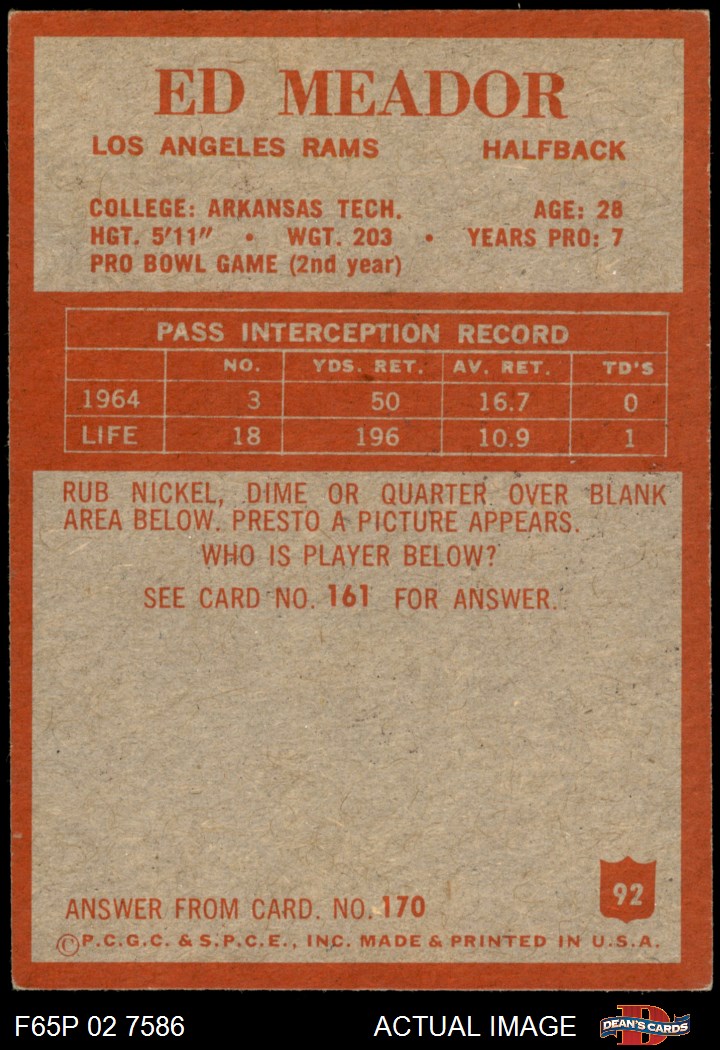 ED MEADOR
LOS ANGELES RAMS HALFBACK
COLLEGE: ARKANSAS TECH. AGE: 28
HGT. 5'11" • WGT. 203 • YEARS PRO: 7
PRO BOWL GAME (2nd year)
PASS INTERCEPTION RECORD
NO. YDS. RET. AV. RET. TD'S
1964 3 50 16.7 0
LIFE 18 196 10.9 1
RUB NICKEL, DIME OR QUARTER OVER BLANK
AREA BELOW. PRESTO A PICTURE APPEARS.
WHO IS PLAYER BELOW?
SEE CARD NO. 161 FOR ANSWER.
92
ANSWER FROM CARD. NO. 170
© P.C.G.C. & S.P.C.E., INC. MADE & PRINTED IN U.S.A.
F65P 02 7586 ACTUAL IMAGE D DEAN'S CARDS